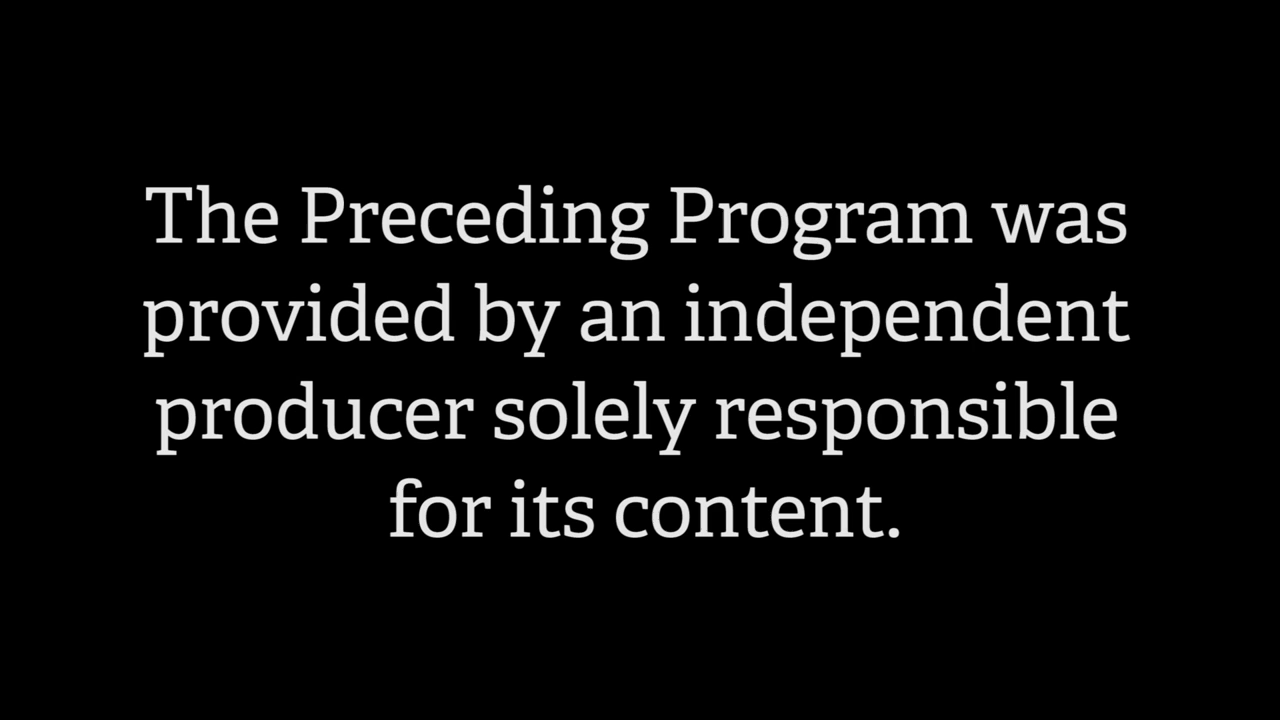 The Preceding Program was
provided by an independent
producer solely responsible
for its content.